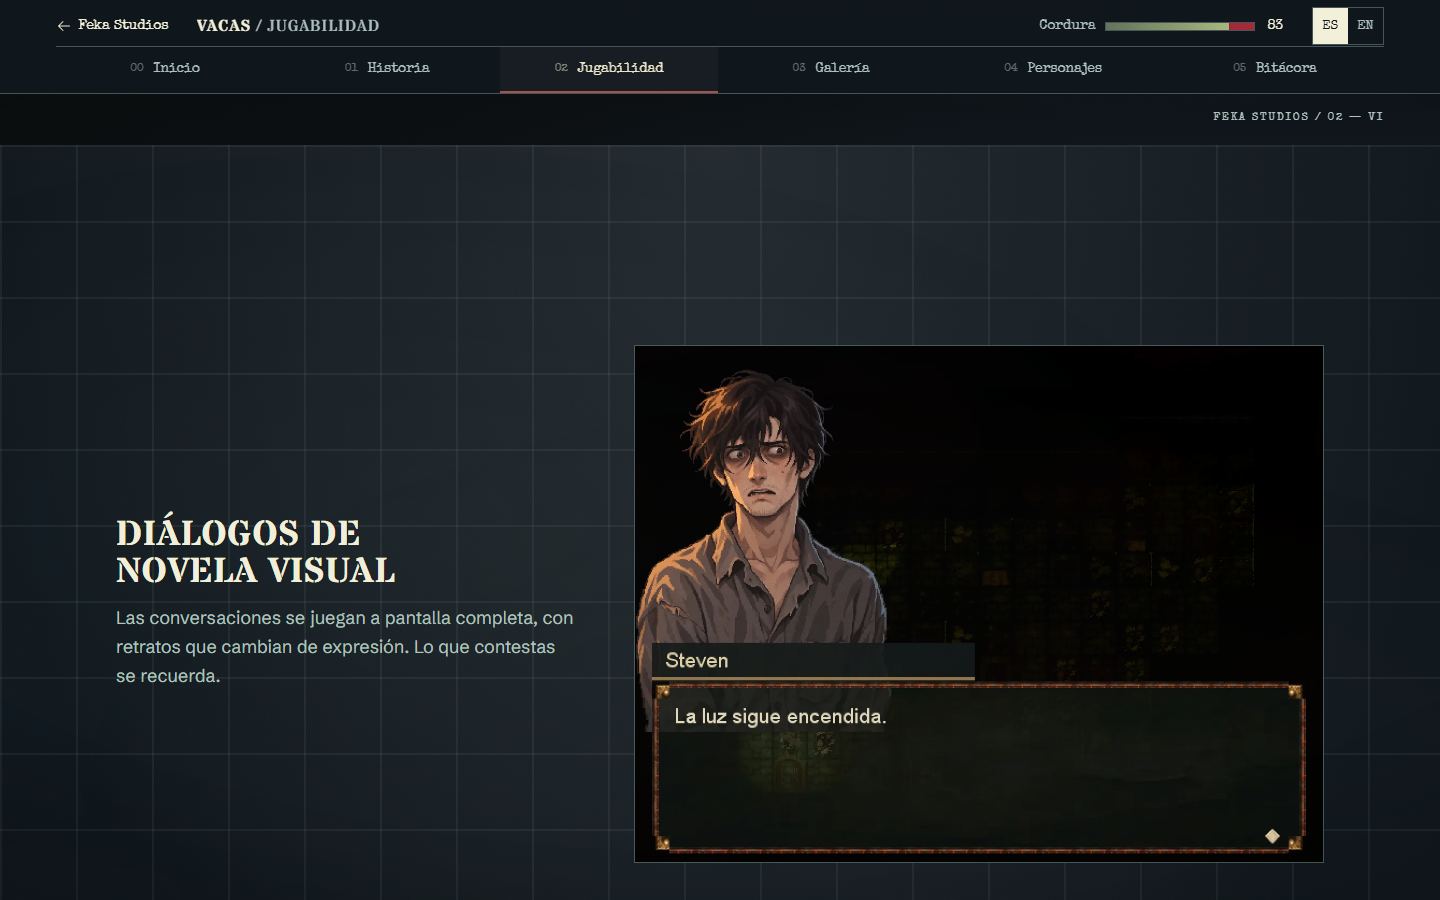 ← Feka Studios
VACAS / JUGABILIDAD
Cordura 83
ES EN
00 Inicio
01 Historia
02 Jugabilidad
03 Galería
04 Personajes
05 Bitácora
FEKA STUDIOS / 02 — VI
DIÁLOGOS DE
NOVELA VISUAL
Las conversaciones se juegan a pantalla completa, con
retratos que cambian de expresión. Lo que contestas
se recuerda.
Steven
La luz sigue encendida.